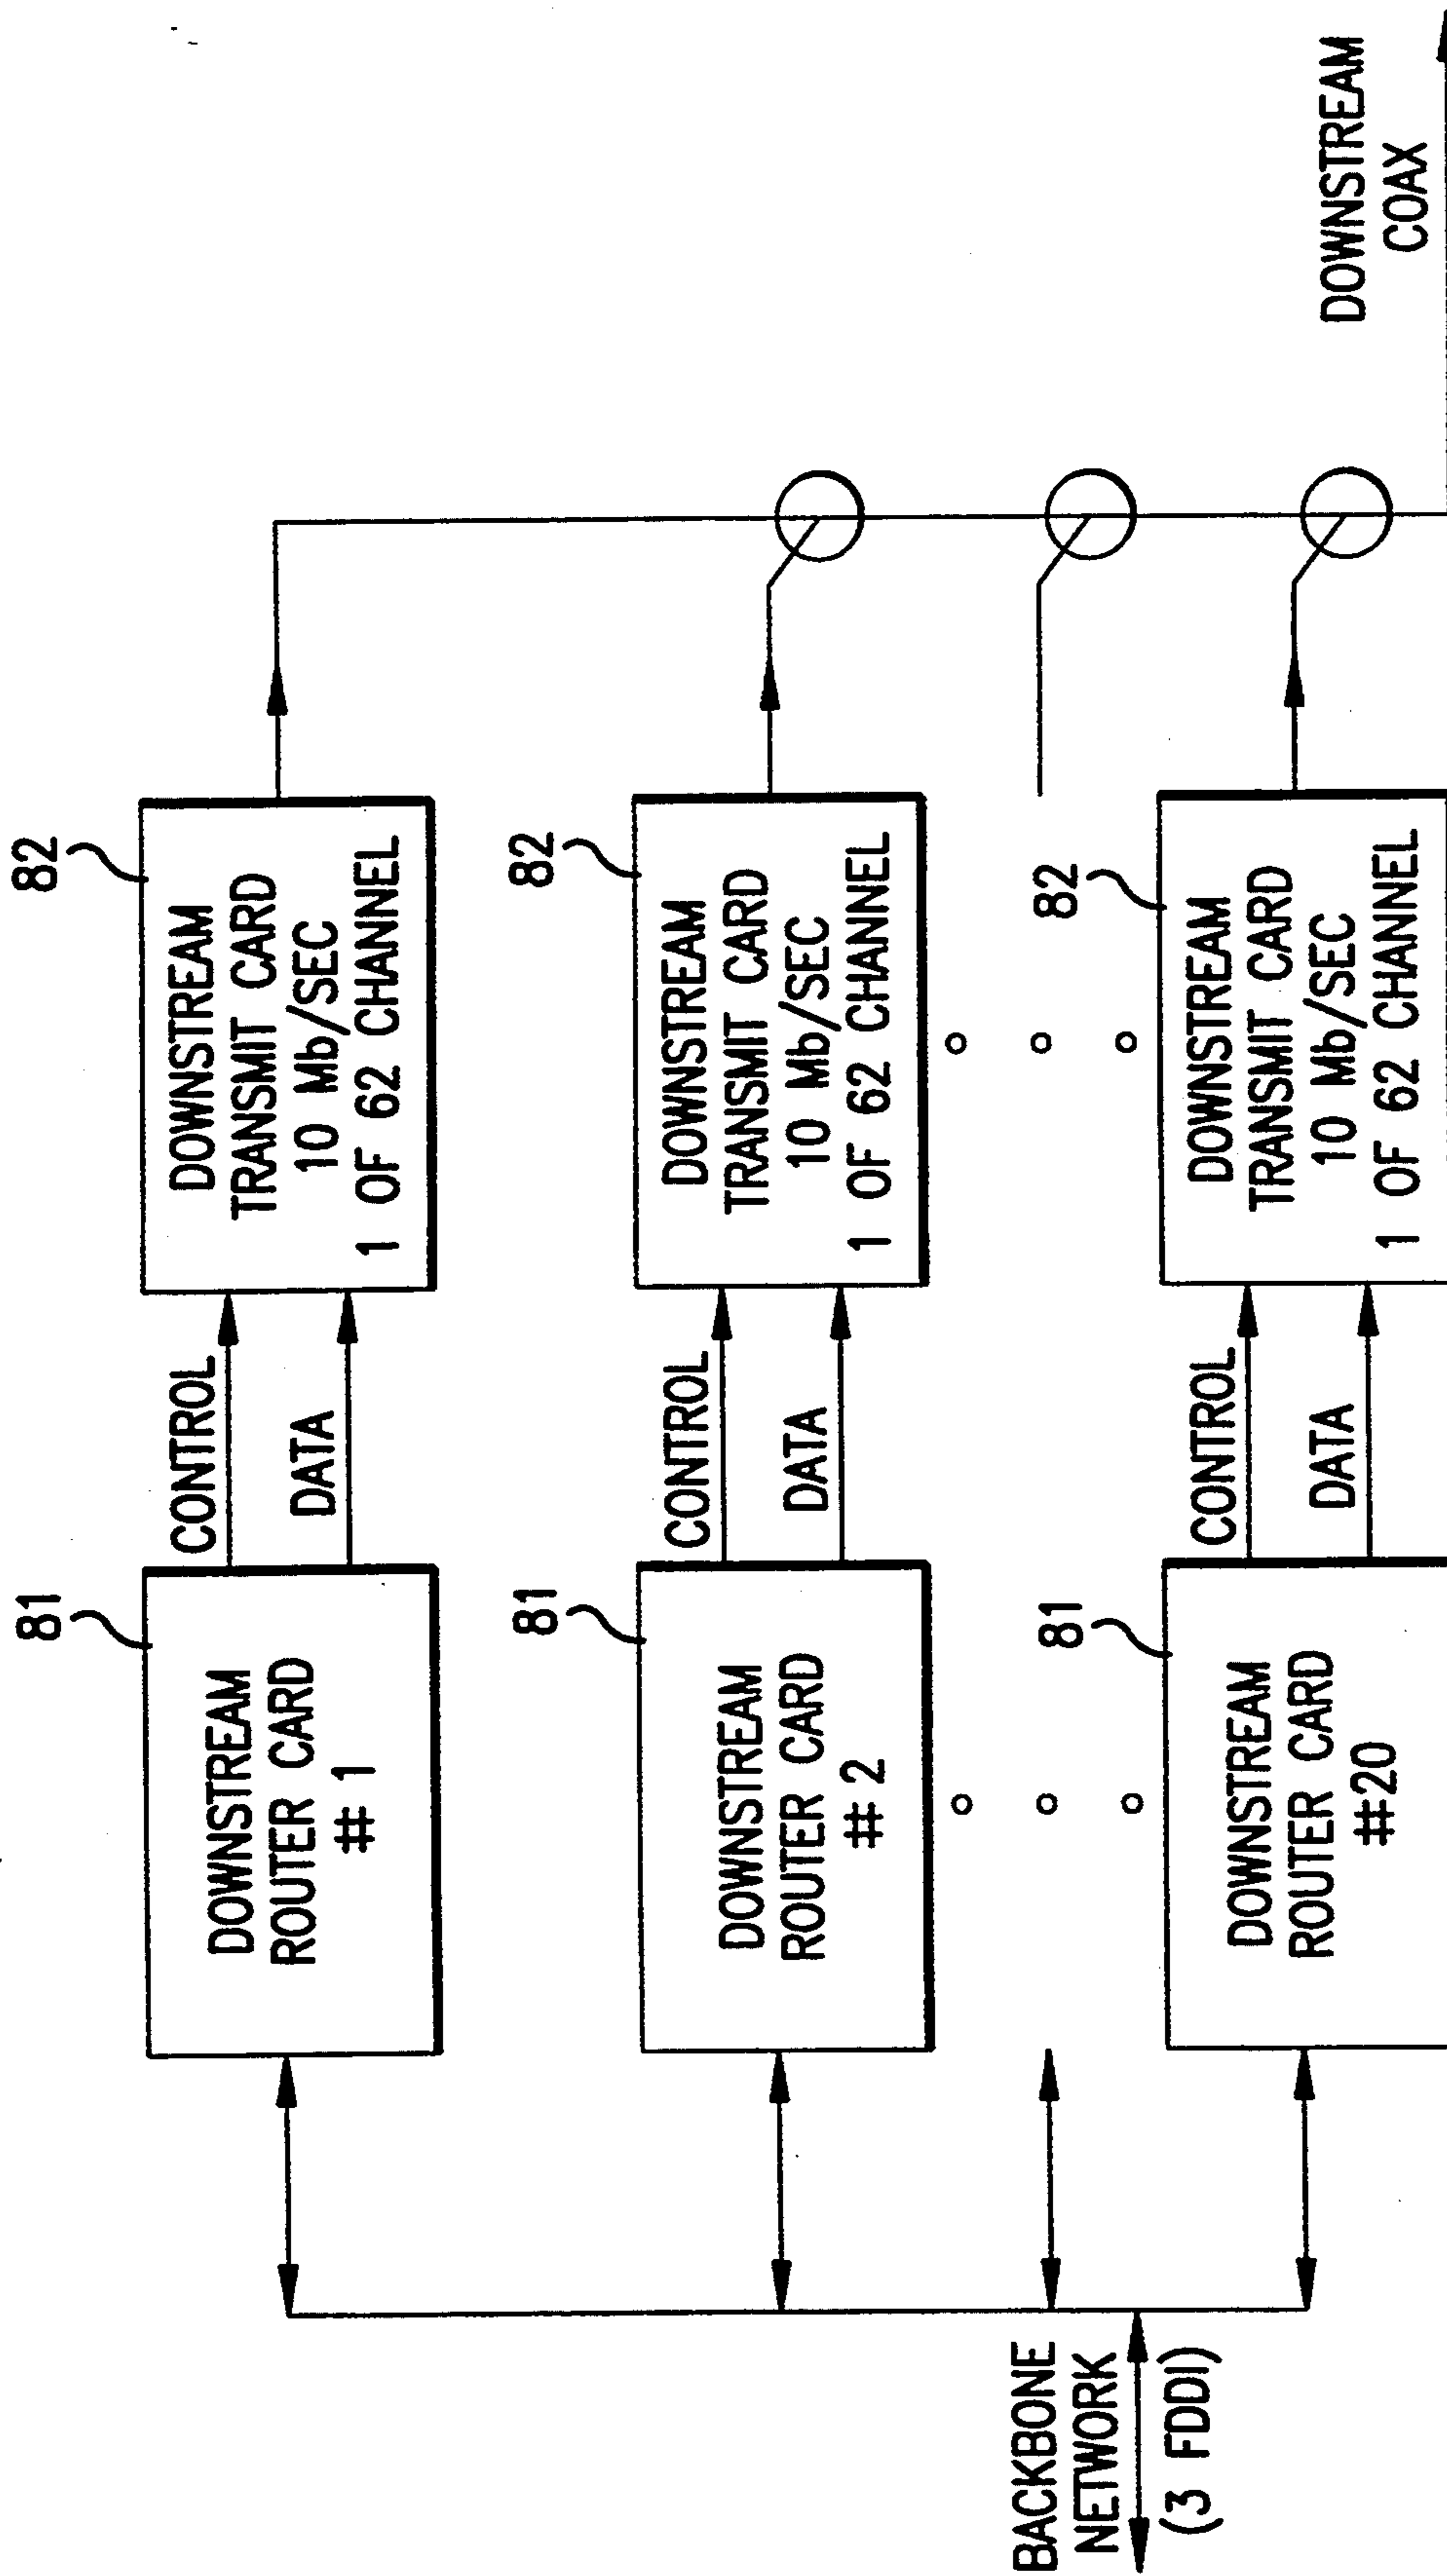 82
81
DOWNSTREAM
ROUTER CARD
# 1
CONTROL
DATA
DOWNSTREAM
TRANSMIT CARD
10 Mb/SEC
1 OF 62 CHANNEL
81
82
DOWNSTREAM
ROUTER CARD
# 2
CONTROL
DATA
DOWNSTREAM
TRANSMIT CARD
10 Mb/SEC
1 OF 62 CHANNEL
BACKBONE
NETWORK
(3 FDDI)
81
82
DOWNSTREAM
ROUTER CARD
#20
CONTROL
DATA
DOWNSTREAM
TRANSMIT CARD
10 Mb/SEC
1 OF 62 CHANNEL
DOWNSTREAM
COAX